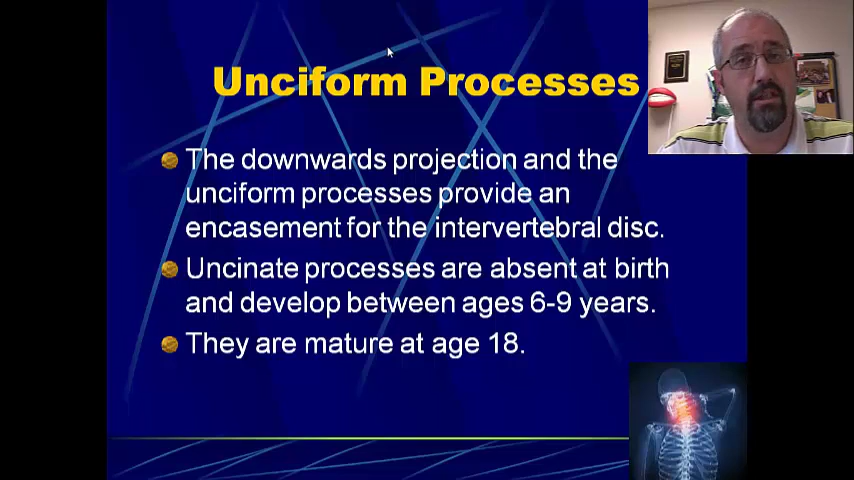 Unciform Processes
The downwards projection and the
unciform processes provide an
encasement for the intervertebral disc.
Uncinate processes are absent at birth
and develop between ages 6-9 years.
They are mature at age 18.